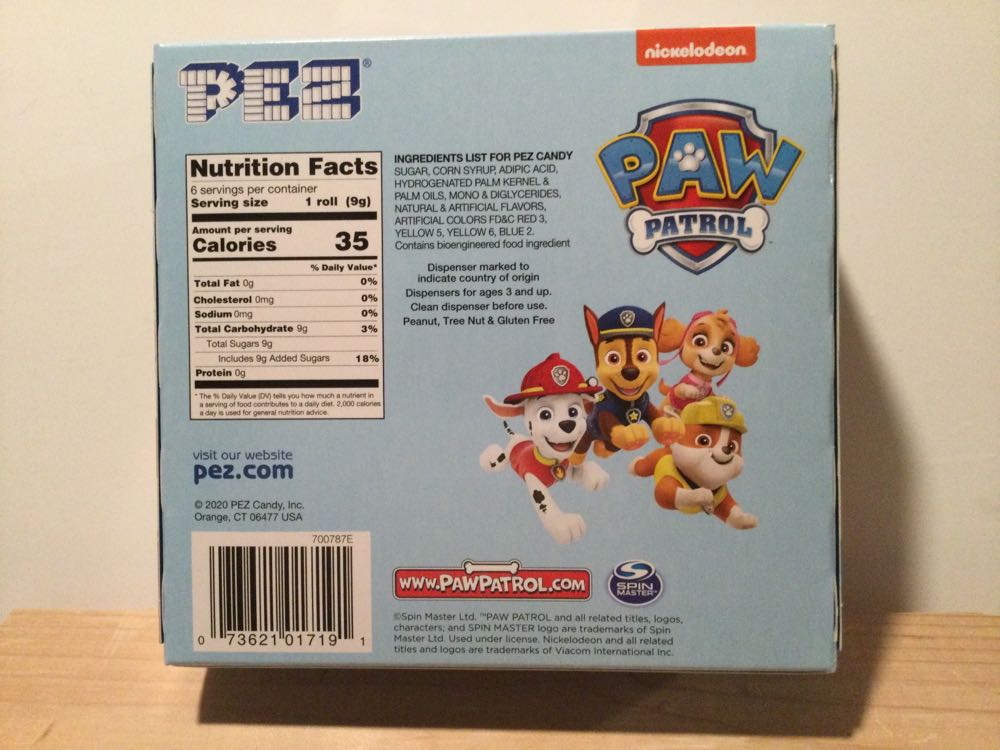 PEZ®
nickelodeon
PAW
PATROL™
Nutrition Facts
6 servings per container
Serving size 1 roll (9g)
Amount per serving
Calories 35
% Daily Value*
Total Fat 0g 0%
Cholesterol 0mg 0%
Sodium 0mg 0%
Total Carbohydrate 9g 3%
Total Sugars 9g
Includes 9g Added Sugars 18%
Protein 0g
* The % Daily Value (DV) tells you how much a nutrient in
a serving of food contributes to a daily diet. 2,000 calories
a day is used for general nutrition advice.
INGREDIENTS LIST FOR PEZ CANDY
SUGAR, CORN SYRUP, ADIPIC ACID,
HYDROGENATED PALM KERNEL &
PALM OILS, MONO & DIGLYCERIDES,
NATURAL & ARTIFICIAL FLAVORS,
ARTIFICIAL COLORS FD&C RED 3,
YELLOW 5, YELLOW 6, BLUE 2.
Contains bioengineered food ingredient
Dispenser marked to
indicate country of origin
Dispensers for ages 3 and up.
Clean dispenser before use.
Peanut, Tree Nut & Gluten Free
visit our website
pez.com
© 2020 PEZ Candy, Inc.
Orange, CT 06477 USA
700787E
0 73621 01719 1
www.PAWPATROL.COM
SPIN
MASTER™
©Spin Master Ltd. ™PAW PATROL and all related titles, logos,
characters; and SPIN MASTER logo are trademarks of Spin
Master Ltd. Used under license. Nickelodeon and all related
titles and logos are trademarks of Viacom International Inc.